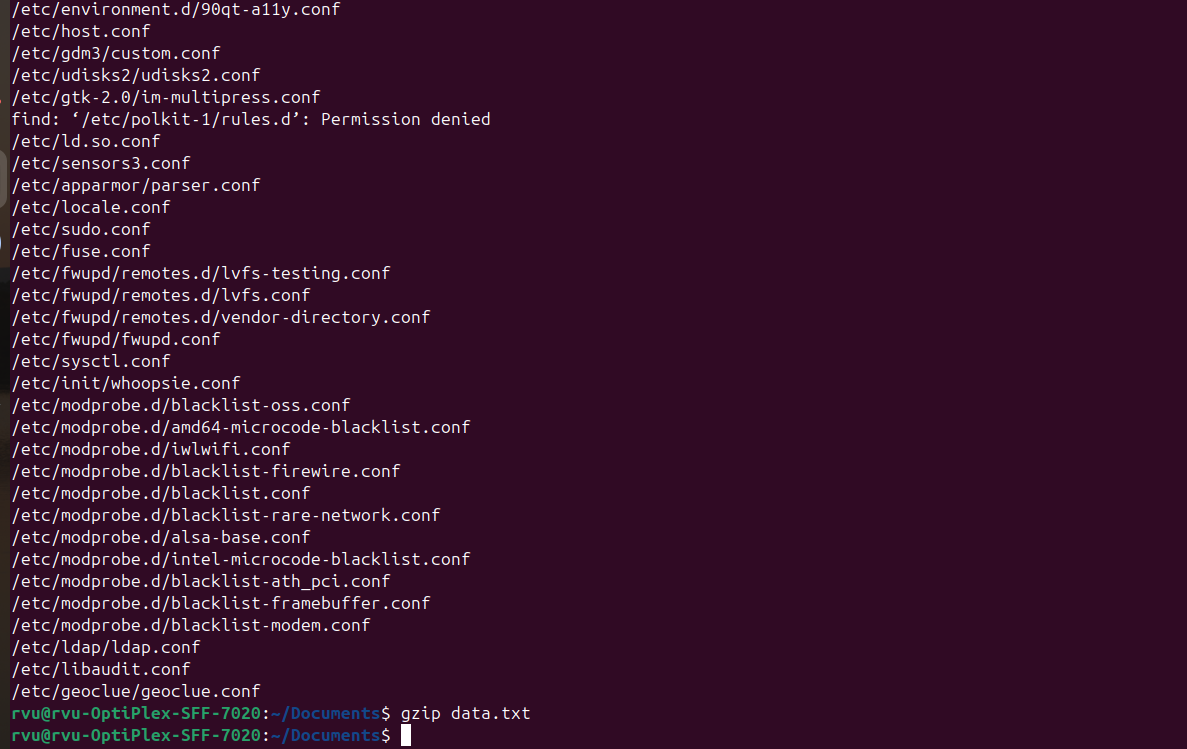 /etc/environment.d/90qt-a11y.conf
/etc/host.conf
/etc/gdm3/custom.conf
/etc/udisks2/udisks2.conf
/etc/gtk-2.0/im-multipress.conf
find: ‘/etc/polkit-1/rules.d’: Permission denied
/etc/ld.so.conf
/etc/sensors3.conf
/etc/apparmor/parser.conf
/etc/locale.conf
/etc/sudo.conf
/etc/fuse.conf
/etc/fwupd/remotes.d/lvfs-testing.conf
/etc/fwupd/remotes.d/lvfs.conf
/etc/fwupd/remotes.d/vendor-directory.conf
/etc/fwupd/fwupd.conf
/etc/sysctl.conf
/etc/init/whoopsie.conf
/etc/modprobe.d/blacklist-oss.conf
/etc/modprobe.d/amd64-microcode-blacklist.conf
/etc/modprobe.d/iwlwifi.conf
/etc/modprobe.d/blacklist-firewire.conf
/etc/modprobe.d/blacklist.conf
/etc/modprobe.d/blacklist-rare-network.conf
/etc/modprobe.d/alsa-base.conf
/etc/modprobe.d/intel-microcode-blacklist.conf
/etc/modprobe.d/blacklist-ath_pci.conf
/etc/modprobe.d/blacklist-framebuffer.conf
/etc/modprobe.d/blacklist-modem.conf
/etc/ldap/ldap.conf
/etc/libaudit.conf
/etc/geoclue/geoclue.conf
rvu@rvu-OptiPlex-SFF-7020:~/Documents$ gzip data.txt
rvu@rvu-OptiPlex-SFF-7020:~/Documents$